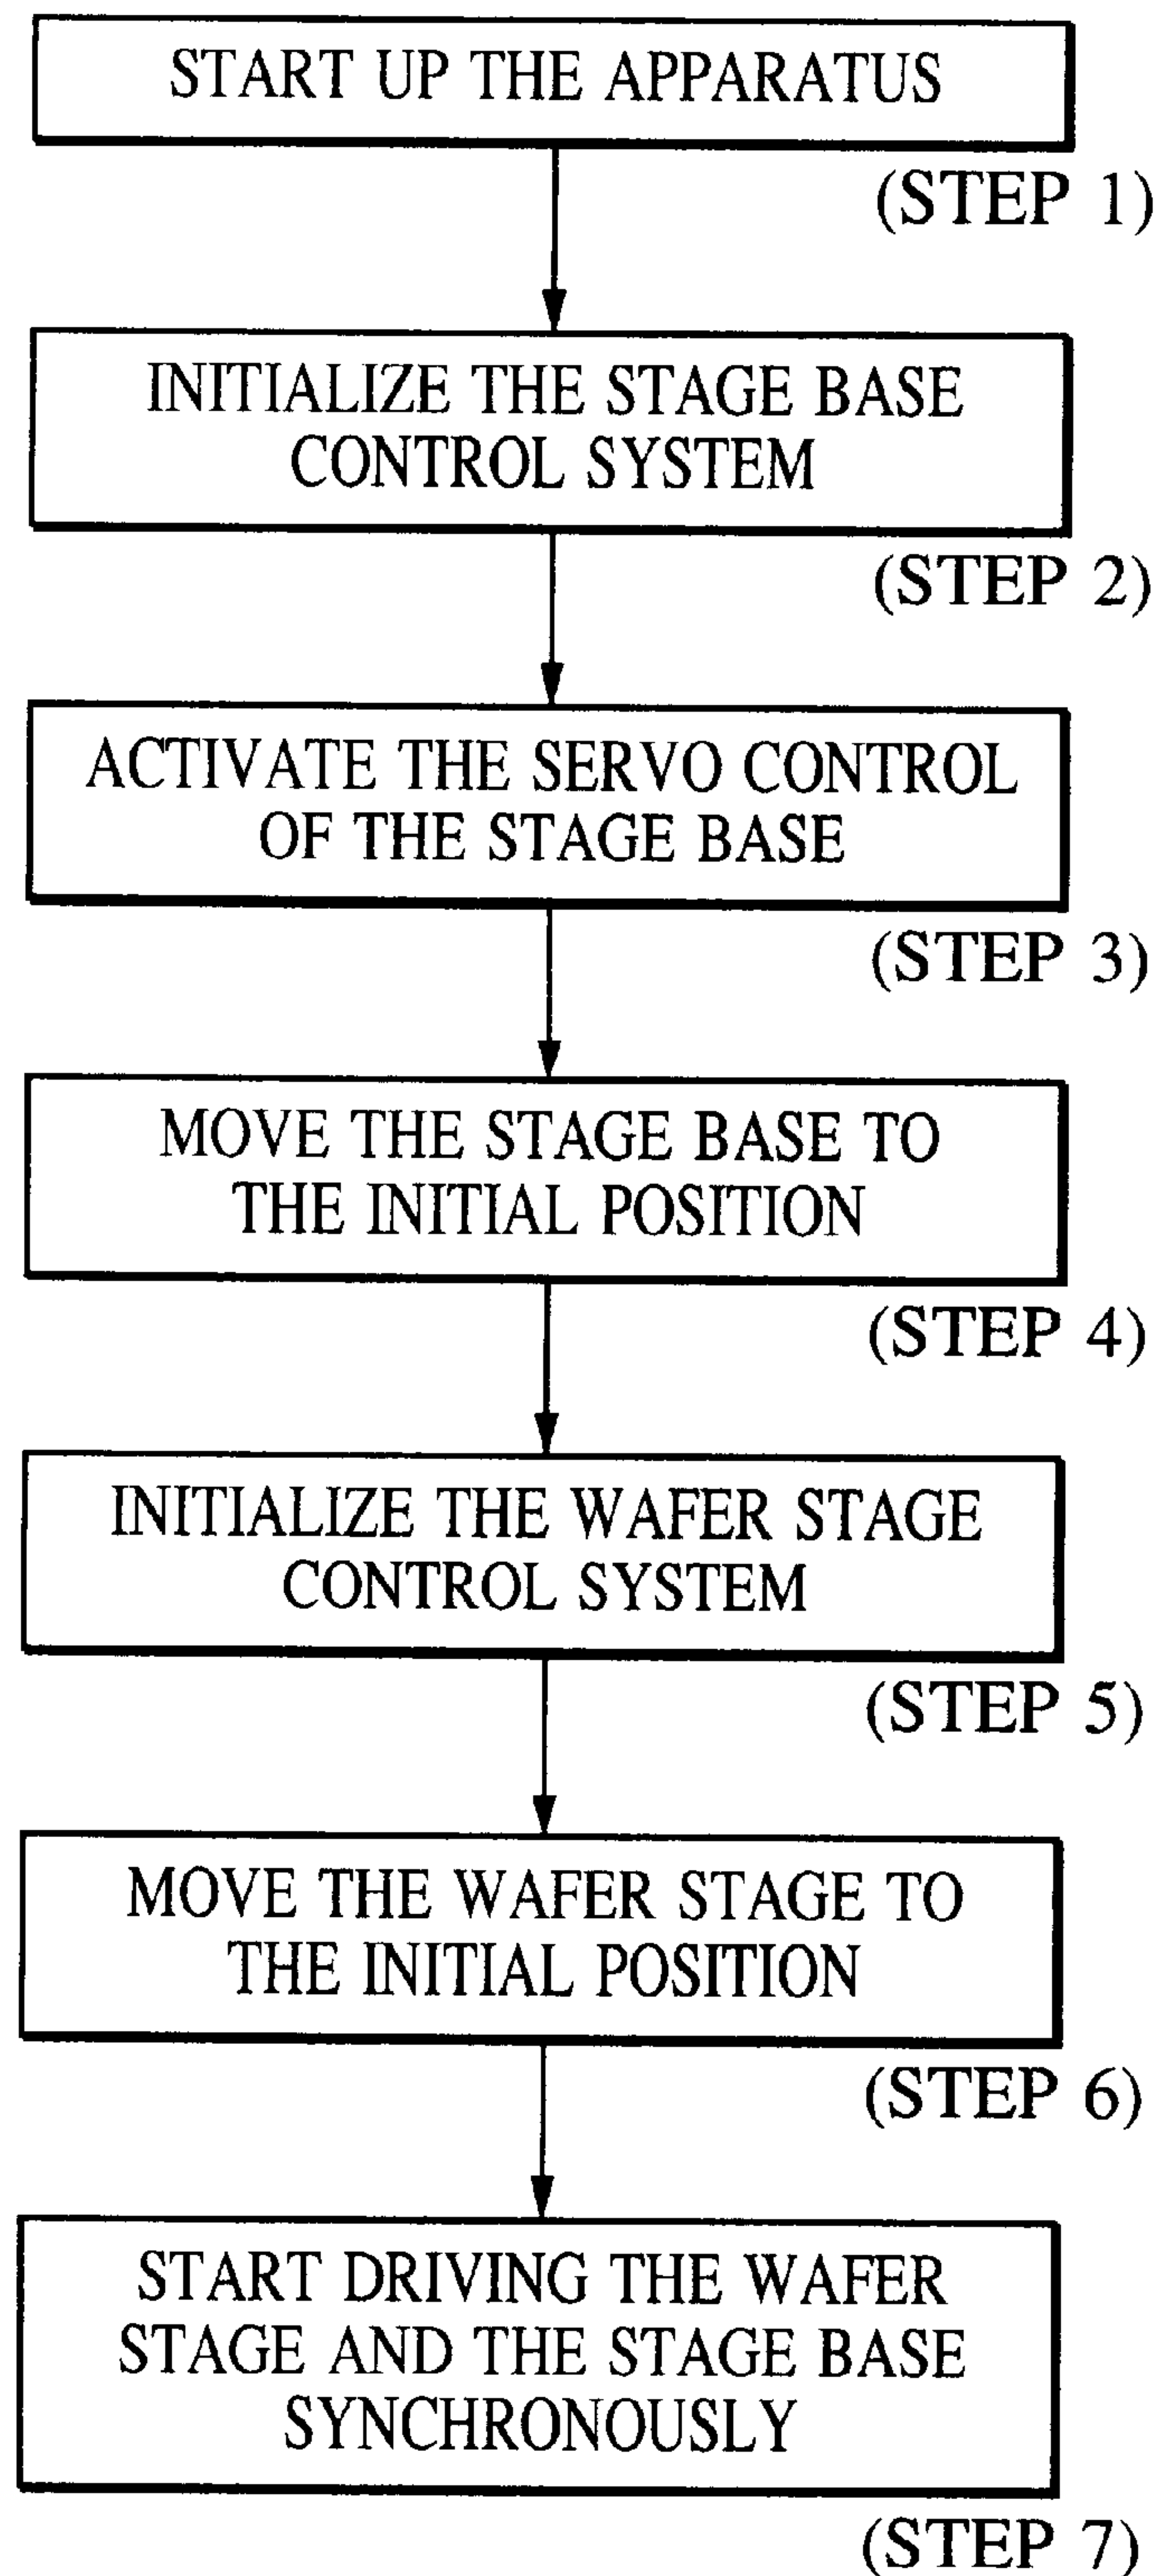 START UP THE APPARATUS
(STEP 1)
INITIALIZE THE STAGE BASE
CONTROL SYSTEM
(STEP 2)
ACTIVATE THE SERVO CONTROL
OF THE STAGE BASE
(STEP 3)
MOVE THE STAGE BASE TO
THE INITIAL POSITION
(STEP 4)
INITIALIZE THE WAFER STAGE
CONTROL SYSTEM
(STEP 5)
MOVE THE WAFER STAGE TO
THE INITIAL POSITION
(STEP 6)
START DRIVING THE WAFER
STAGE AND THE STAGE BASE
SYNCHRONOUSLY
(STEP 7)